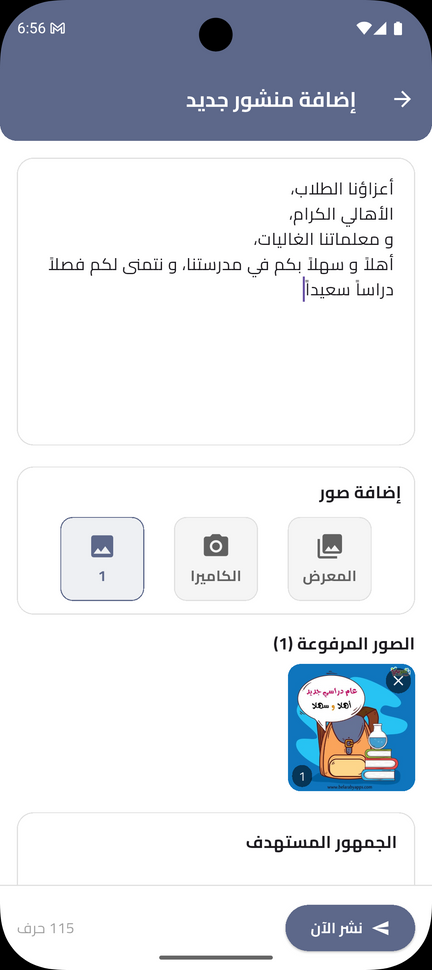 6:56
إضافة منشور جديد
أعزاؤنا الطلاب،
الأهالي الكرام،
و معلماتنا الغاليات،
أهلاً و سهلاً بكم في مدرستنا، و نتمنى لكم فصلاً
دراساً سعيداً
إضافة صور
المعرض
الكاميرا
1
الصور المرفوعة (1)
عام دراسي جديد
أهلا و سهلا
1
الجمهور المستهدف
نشر الآن
115 حرف